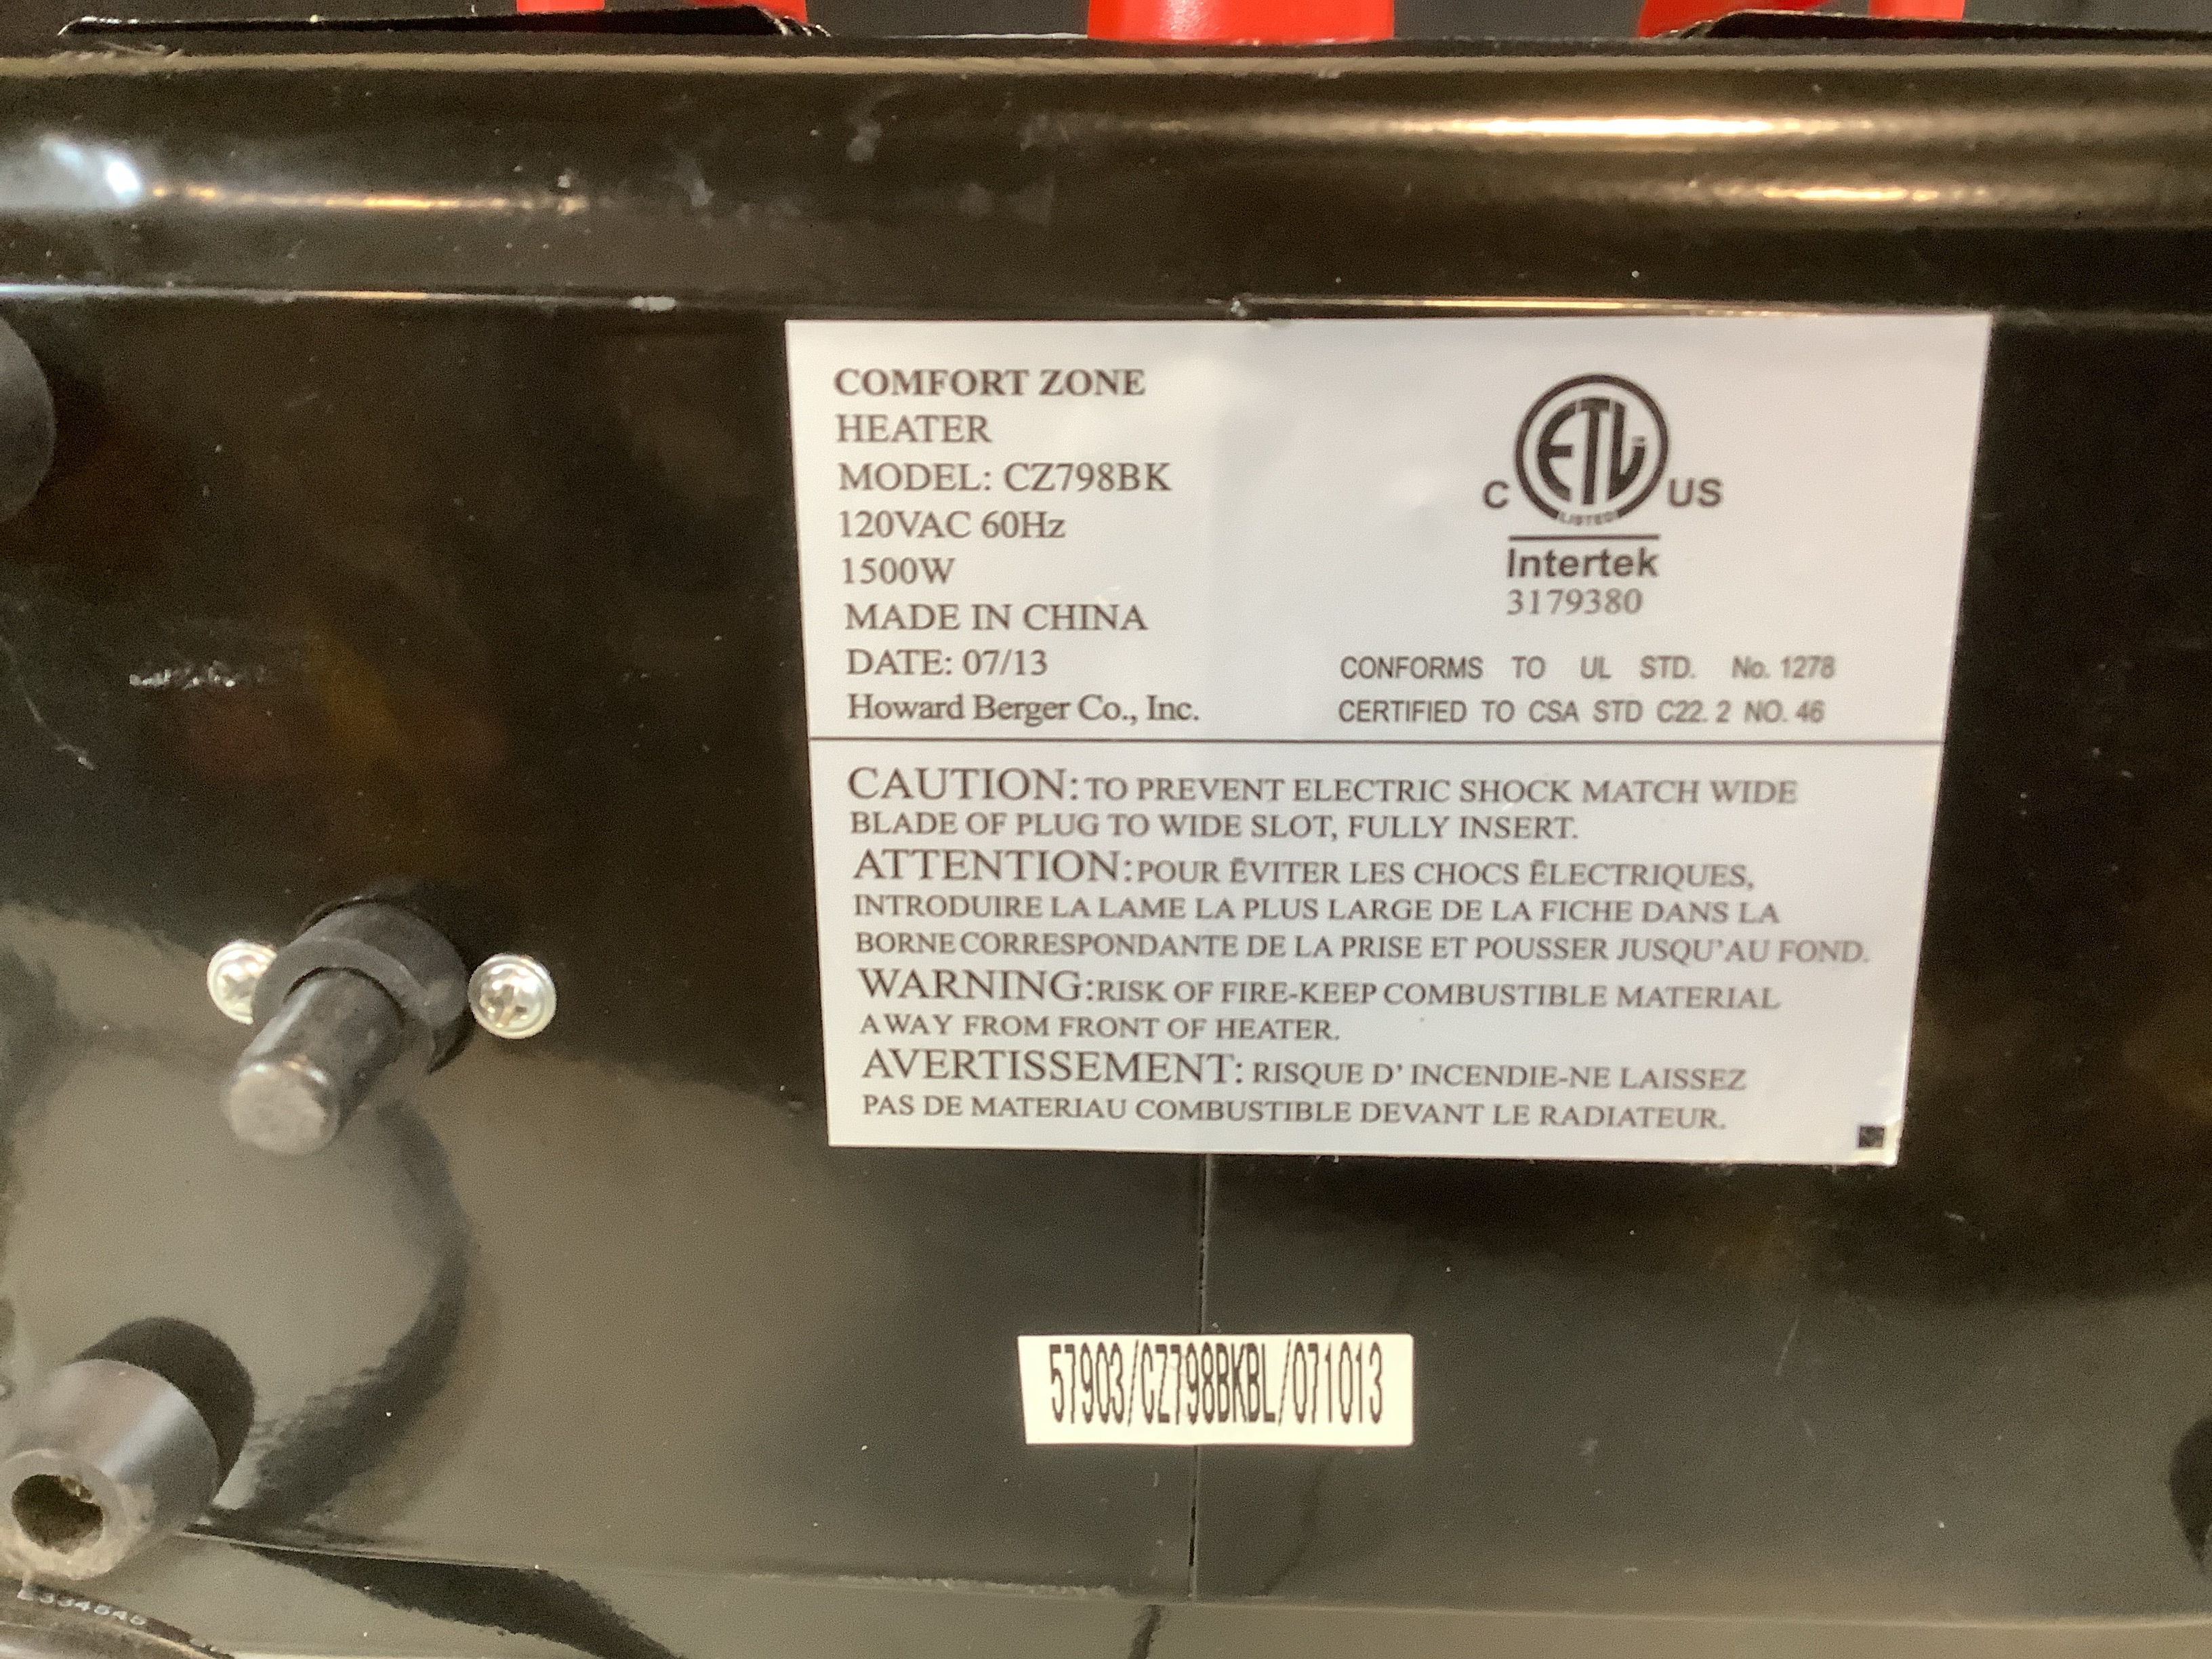 COMFORT ZONE
HEATER
MODEL: CZ798BK
120VAC 60Hz
1500W
MADE IN CHINA
DATE: 07/13
Howard Berger Co., Inc.
C ETL US
LISTED
Intertek
3179380
CONFORMS TO UL STD. No. 1278
CERTIFIED TO CSA STD C22. 2 NO. 46
CAUTION: TO PREVENT ELECTRIC SHOCK MATCH WIDE
BLADE OF PLUG TO WIDE SLOT, FULLY INSERT.
ATTENTION: POUR ĒVITER LES CHOCS ĒLECTRIQUES,
INTRODUIRE LA LAME LA PLUS LARGE DE LA FICHE DANS LA
BORNE CORRESPONDANTE DE LA PRISE ET POUSSER JUSQU'AU FOND.
WARNING: RISK OF FIRE-KEEP COMBUSTIBLE MATERIAL
AWAY FROM FRONT OF HEATER.
AVERTISSEMENT: RISQUE D' INCENDIE-NE LAISSEZ
PAS DE MATERIAU COMBUSTIBLE DEVANT LE RADIATEUR.
57903/CZ798BKBL/071013